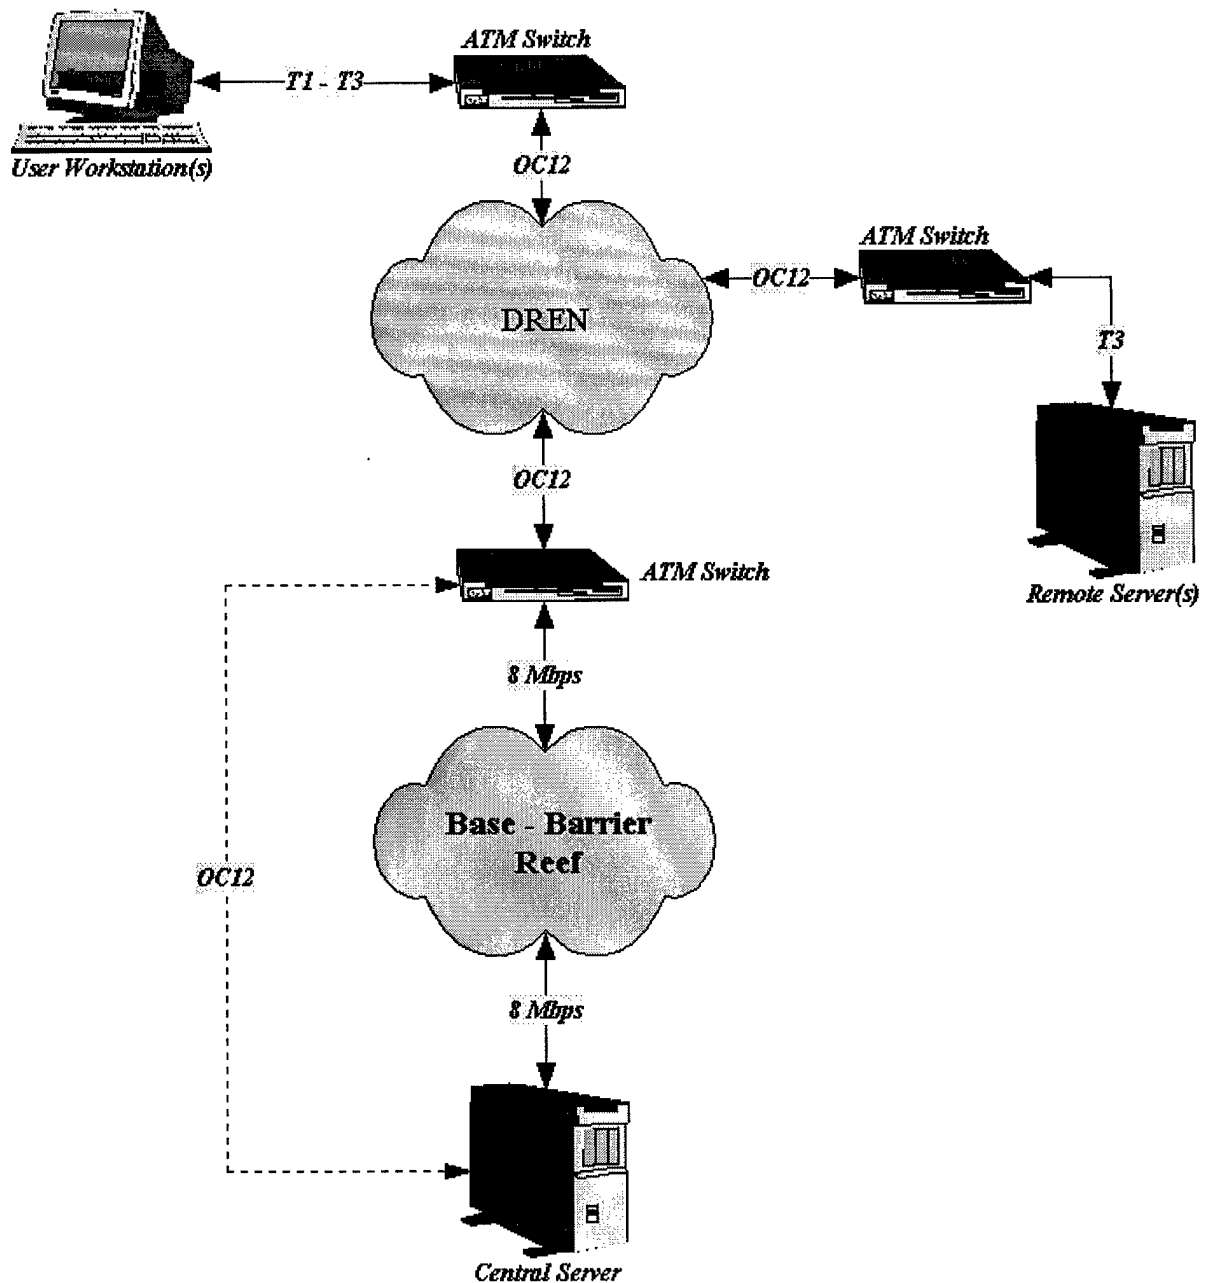 ATM Switch
T1 - T3
User Workstation(s)
OC12
ATM Switch
OC12
DREN
T3
OC12
ATM Switch
Remote Server(s)
8 Mbps
Base - Barrier
Reef
OC12
8 Mbps
Central Server